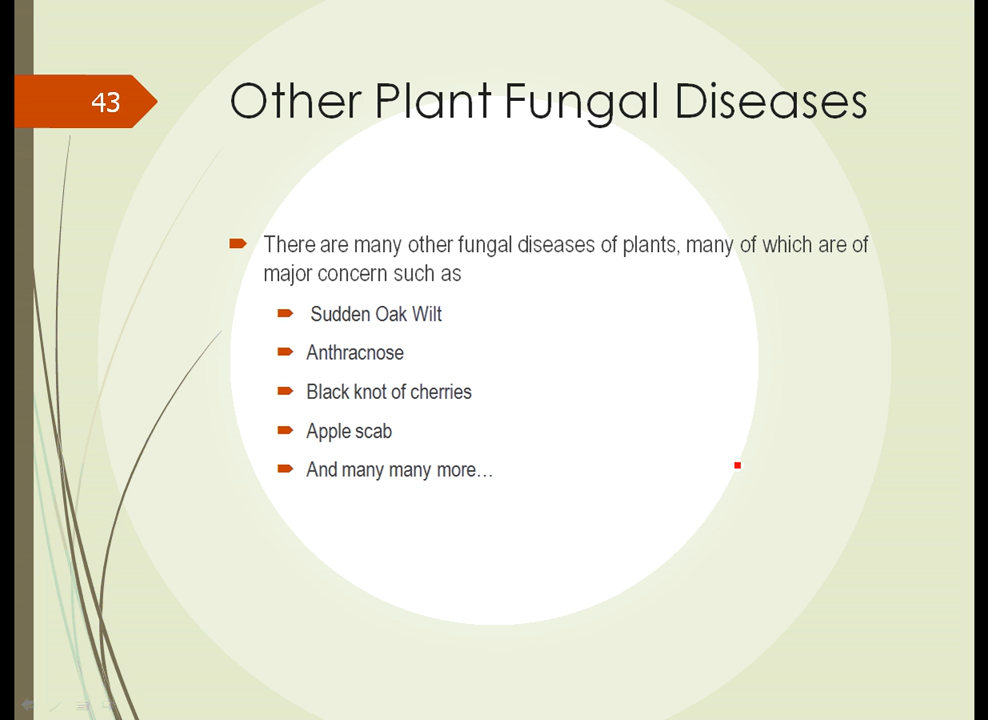 43
Other Plant Fungal Diseases
There are many other fungal diseases of plants, many of which are of
major concern such as
Sudden Oak Wilt
Anthracnose
Black knot of cherries
Apple scab
And many many more…